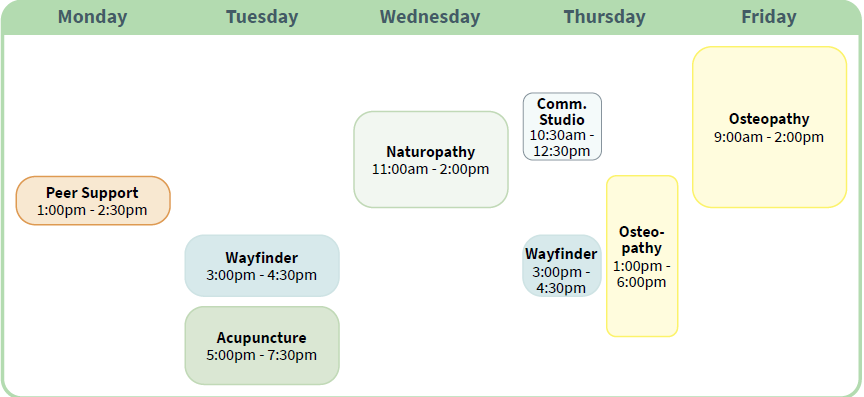 Monday
Tuesday
Wednesday
Thursday
Friday
Peer Support
1:00pm - 2:30pm
Wayfinder
3:00pm - 4:30pm
Acupuncture
5:00pm - 7:30pm
Naturopathy
11:00am - 2:00pm
Comm.
Studio
10:30am -
12:30pm
Wayfinder
3:00pm -
4:30pm
Osteo-
pathy
1:00pm -
6:00pm
Osteopathy
9:00am - 2:00pm